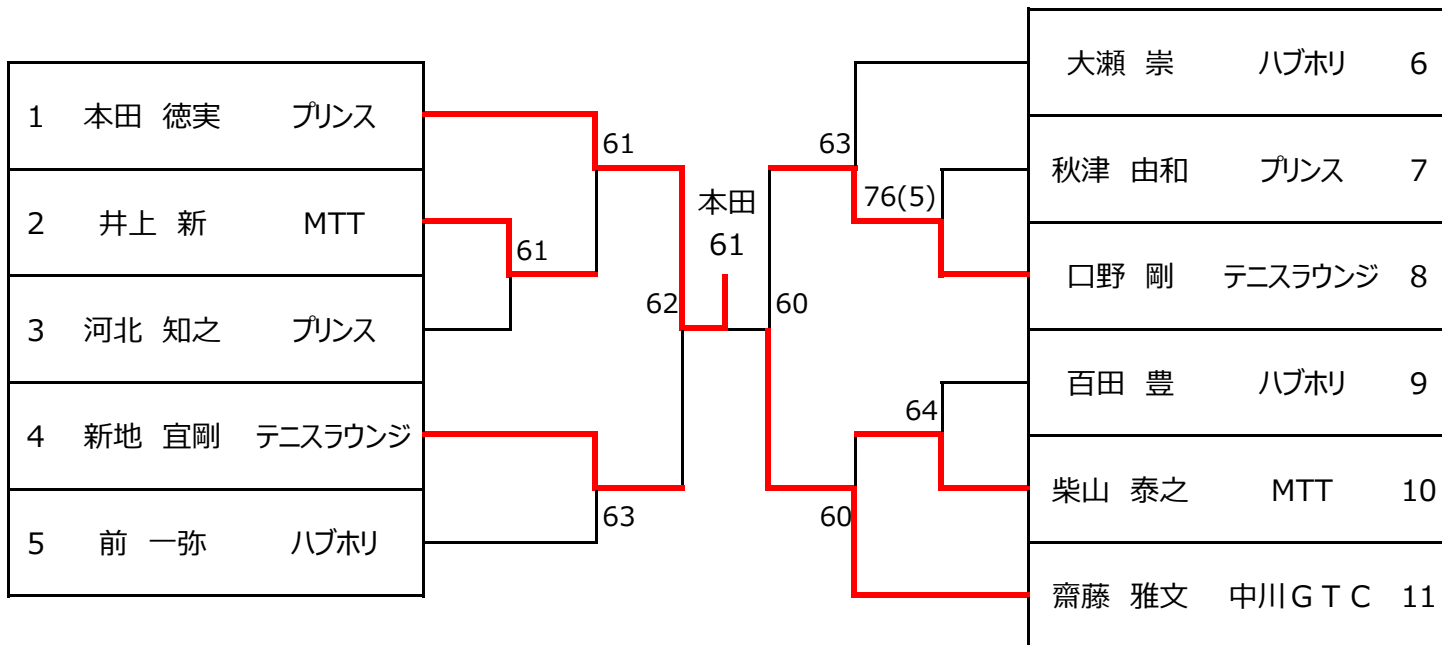 1 本田 徳実 プリンス
2 井上 新 MTT
3 河北 知之 プリンス
4 新地 宜剛 テニスラウンジ
5 前 一弥 ハブホリ
61
61
62
63
本田
61
63
76(5)
60
64
60
大瀬 崇 ハブホリ 6
秋津 由和 プリンス 7
口野 剛 テニスラウンジ 8
百田 豊 ハブホリ 9
柴山 泰之 MTT 10
齋藤 雅文 中川ＧＴＣ 11